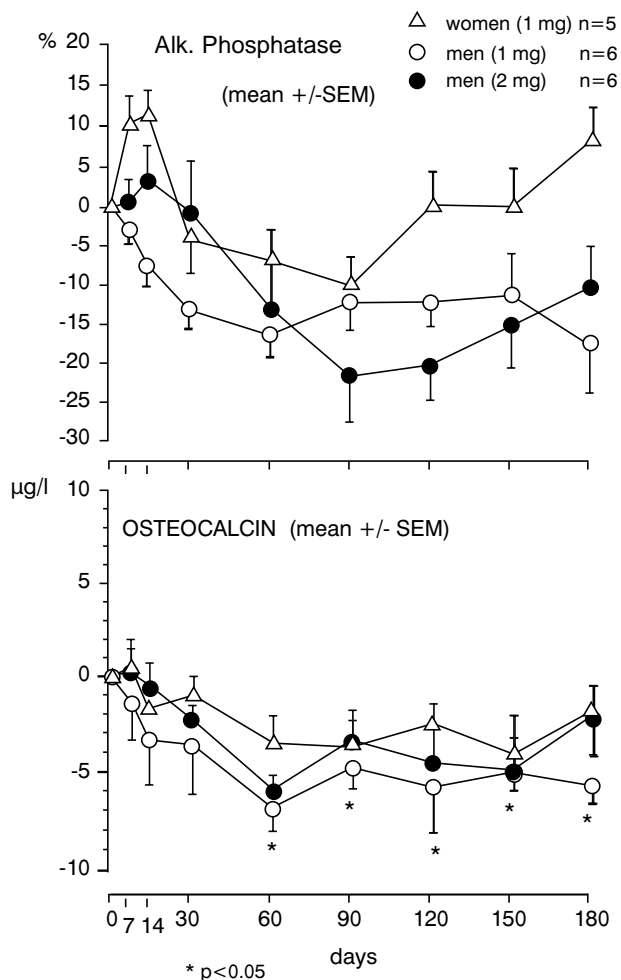 women (1 mg) n=5
men (1 mg) n=6
men (2 mg) n=6
%
Alk. Phosphatase
(mean +/-SEM)
20
15
10
5
0
-5
-10
-15
-20
-25
-30
µg/l
OSTEOCALCIN (mean +/- SEM)
10
5
0
-5
-10
* * * * *
0 7 14 30 60 90 120 150 180
days
* p<0.05